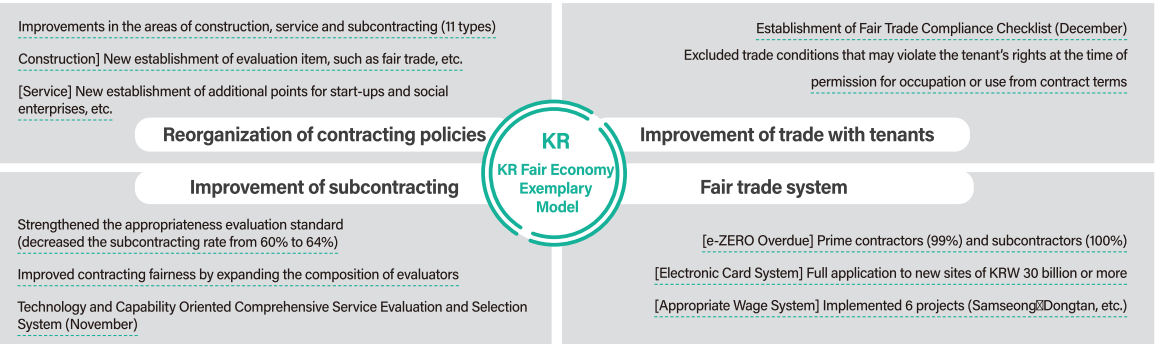 Improvements in the areas of construction, service and subcontracting (11 types)
Construction] New establishment of evaluation item, such as fair trade, etc.
[Service] New establishment of additional points for start-ups and social
enterprises, etc.
Reorganization of contracting policies
Establishment of Fair Trade Compliance Checklist (December)
Excluded trade conditions that may violate the tenant's rights at the time of
permission for occupation or use from contract terms
Improvement of trade with tenants
KR
KR Fair Economy
Exemplary
Model
Improvement of subcontracting
Strengthened the appropriateness evaluation standard
(decreased the subcontracting rate from 60% to 64%)
Improved contracting fairness by expanding the composition of evaluators
Technology and Capability Oriented Comprehensive Service Evaluation and Selection
System (November)
Fair trade system
[e-ZERO Overdue] Prime contractors (99%) and subcontractors (100%)
[Electronic Card System] Full application to new sites of KRW 30 billion or more
[Appropriate Wage System] Implemented 6 projects (Samseong☒Dongtan, etc.)